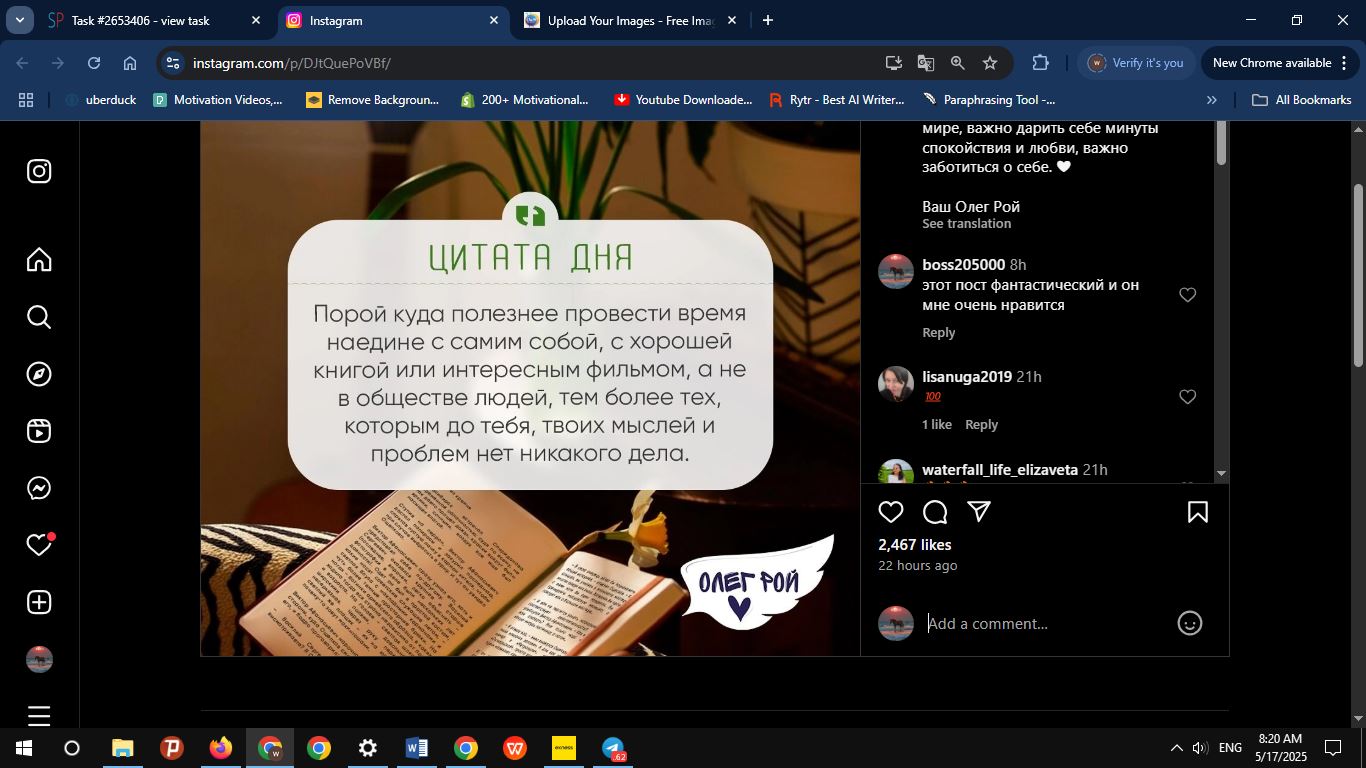 Task #2653406 - view task
Instagram
Upload Your Images - Free Imag
instagram.com/p/DJtQuePoVBf/
Verify it's you
New Chrome available
uberduck
Motivation Videos,...
Remove Backgroun...
200+ Motivational...
Youtube Downloade...
Rytr - Best AI Writer...
Paraphrasing Tool -...
»
All Bookmarks
ЦИТАТА ДНЯ
Порой куда полезнее провести время
наедине с самим собой, с хорошей
книгой или интересным фильмом, а не
в обществе людей, тем более тех,
которым до тебя, твоих мыслей и
проблем нет никакого дела.
ОЛЕГ РОЙ
мире, важно дарить себе минуты
спокойствия и любви, важно
заботиться о себе. 🤍
Ваш Олег Рой
See translation
boss205000 8h
этот пост фантастический и он
мне очень нравится
Reply
lisanuga2019 21h
💯
1 like Reply
waterfall_life_elizaveta 21h
2,467 likes
22 hours ago
Add a comment...
exness
62
ENG
8:20 AM
5/17/2025